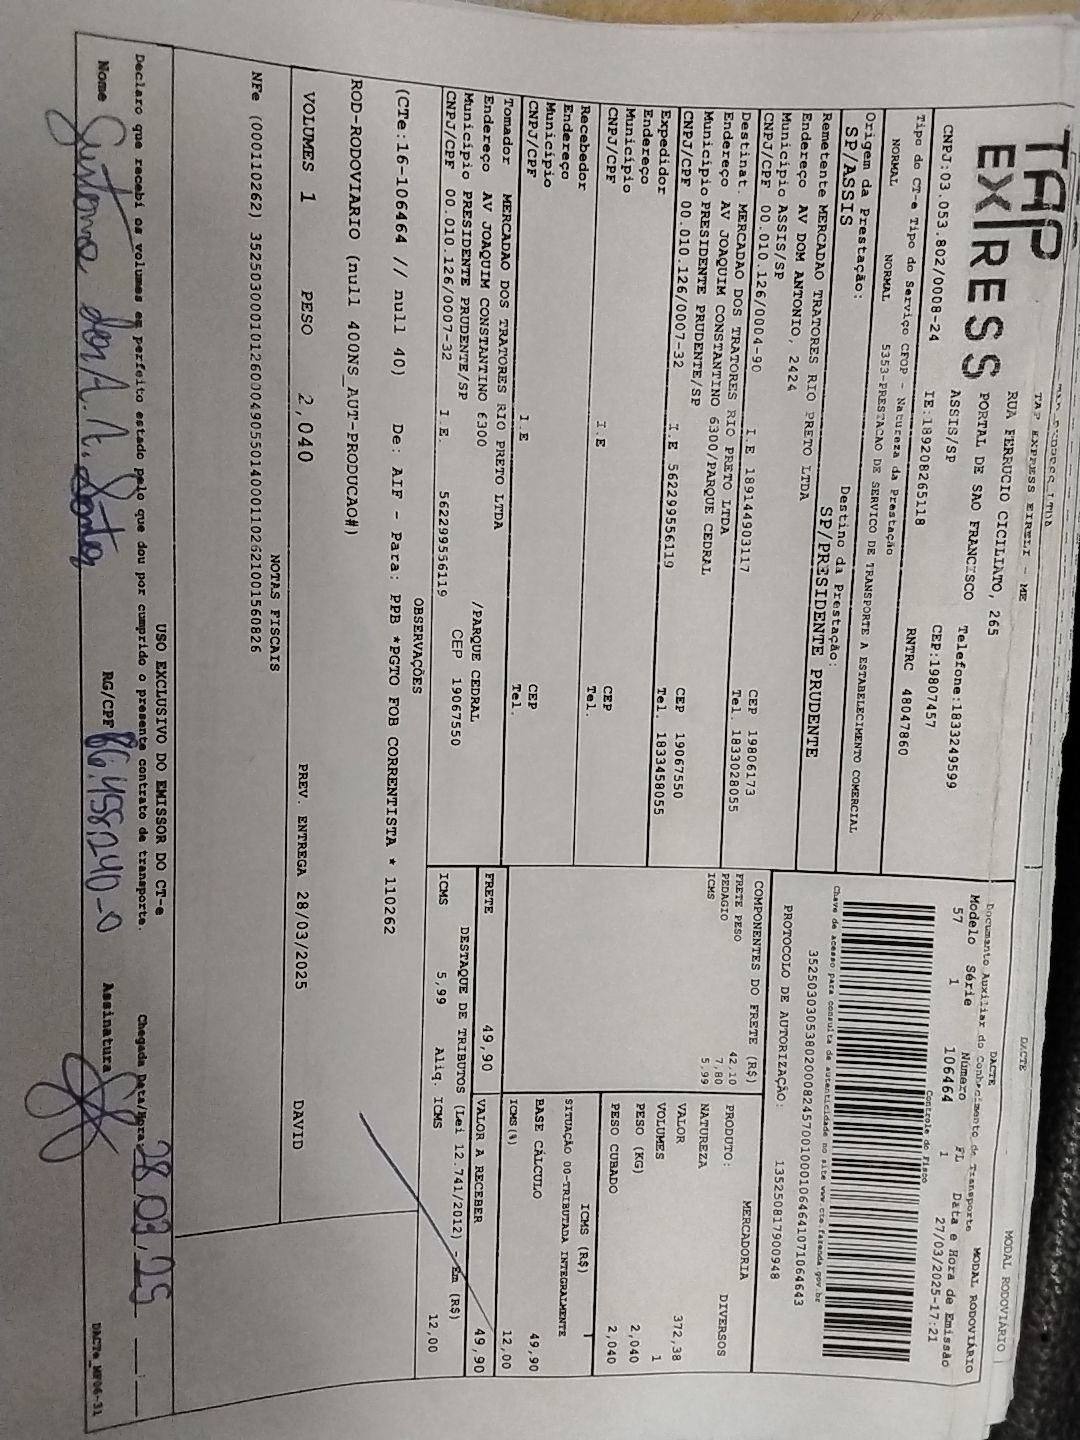 TAP EXPRESS EIRELI - ME
DACTE
MODAL RODOVIÁRIO
TAP
EXPRESS
RUA FERRUCIO CICILIATO, 265
PORTAL DE SAO FRANCISCO Telefone:1833249599
ASSIS/SP CEP:19807457
CNPJ:03.053.802/0008-24 IE:189208265118 RNTRC 48047860
Tipo do CT-e Tipo do Serviço CFOP - Natureza da Prestação
NORMAL NORMAL 5353-PRESTACAO DE SERVICO DE TRANSPORTE A ESTABELECIMENTO COMERCIAL
Origem da Prestação: Destino da Prestação:
SP/ASSIS SP/PRESIDENTE PRUDENTE
DACTE MODAL RODOVIÁRIO
Documento Auxiliar do Conhecimento de Transporte
Modelo Série Número FL Data e Hora de Emissão
57 1 106464 1 27/03/2025-17:21
Controle do Fisco
Chave de acesso para consulta de autenticidade no site www.cte.fazenda.gov.br
35250303053802000824570010001064641071064643
PROTOCOLO DE AUTORIZAÇÃO: 135250817900948
Remetente MERCADAO TRATORES RIO PRETO LTDA
Endereço AV DOM ANTONIO, 2424
Município ASSIS/SP CEP 19806173
CNPJ/CPF 00.010.126/0004-90 I.E 189144903117 Tel. 1833028055
Destinat. MERCADAO DOS TRATORES RIO PRETO LTDA
Endereço AV JOAQUIM CONSTANTINO 6300/PARQUE CEDRAL
Município PRESIDENTE PRUDENTE/SP CEP 19067550
CNPJ/CPF 00.010.126/0007-32 I.E 562299556119 Tel. 1833458055
Expedidor
Endereço
Município CEP
CNPJ/CPF I.E Tel.
Recebedor
Endereço
Município CEP
CNPJ/CPF I.E Tel.
Tomador MERCADAO DOS TRATORES RIO PRETO LTDA
Endereço AV JOAQUIM CONSTANTINO 6300 /PARQUE CEDRAL
Município PRESIDENTE PRUDENTE/SP CEP 19067550
CNPJ/CPF 00.010.126/0007-32 I.E. 562299556119
COMPONENTES DO FRETE (R$)
FRETE PESO 42,10
PEDAGIO 7,80
ICMS 5,99
PRODUTO: MERCADORIA
NATUREZA DIVERSOS
VALOR 372,38
VOLUMES 1
PESO (KG) 2,040
PESO CUBADO 2,040
ICMS (R$)
SITUAÇÃO 00-TRIBUTADA INTEGRALMENTE
BASE CÁLCULO 49,90
ICMS(%) 12,00
FRETE 49,90 VALOR A RECEBER 49,90
DESTAQUE DE TRIBUTOS (Lei 12.741/2012) - Em (R$)
ICMS 5,99 Aliq. ICMS 12,00
OBSERVAÇÕES
(CTe:16-106464 // null 40) De: AIF - Para: PPB *PGTO FOB CORRENTISTA * 110262
ROD-RODOVIARIO (null 400NS_AUT-PRODUCAO#)
VOLUMES 1 PESO 2,040 PREV. ENTREGA 28/03/2025 DAVID
NOTAS FISCAIS
NFe (000110262) 35250300010126000490550140001102621001560826
USO EXCLUSIVO DO EMISSOR DO CT-e
Declaro que recebi os volumes em perfeito estado pelo que dou por cumprido o presente contrato de transporte. Chegada Data/Hora: 28.03.25
Nome RG/CPF 86.458.240-0 Assinatura
DACTe_MF06-31